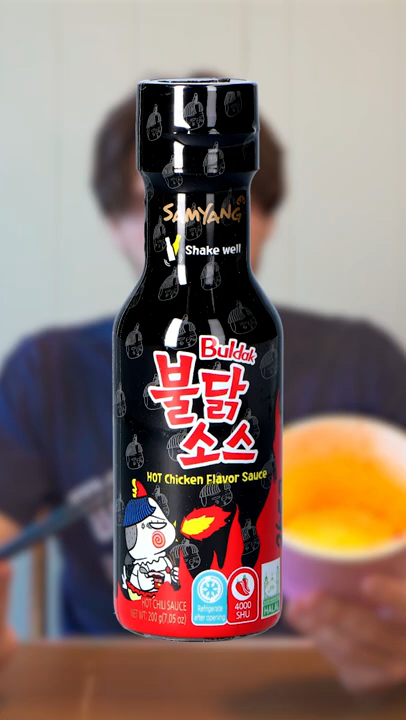 SAMYANG
Shake well
Buldak
불닭
소스
HOT Chicken Flavor Sauce
HOT CHILI SAUCE
NET WT. 200 g(7.05 oz)
Refrigerate
after opening
4000
SHU
HALAL